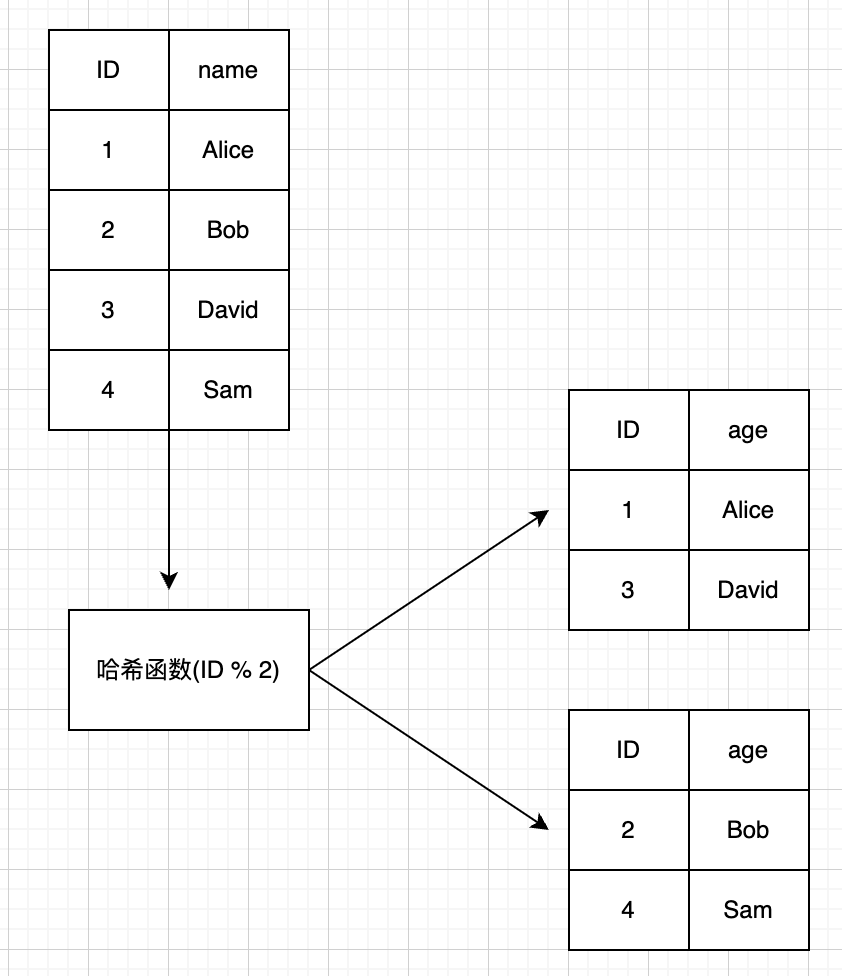 ID name
1 Alice
2 Bob
3 David
4 Sam
哈希函数(ID % 2)
ID age
1 Alice
3 David
ID age
2 Bob
4 Sam